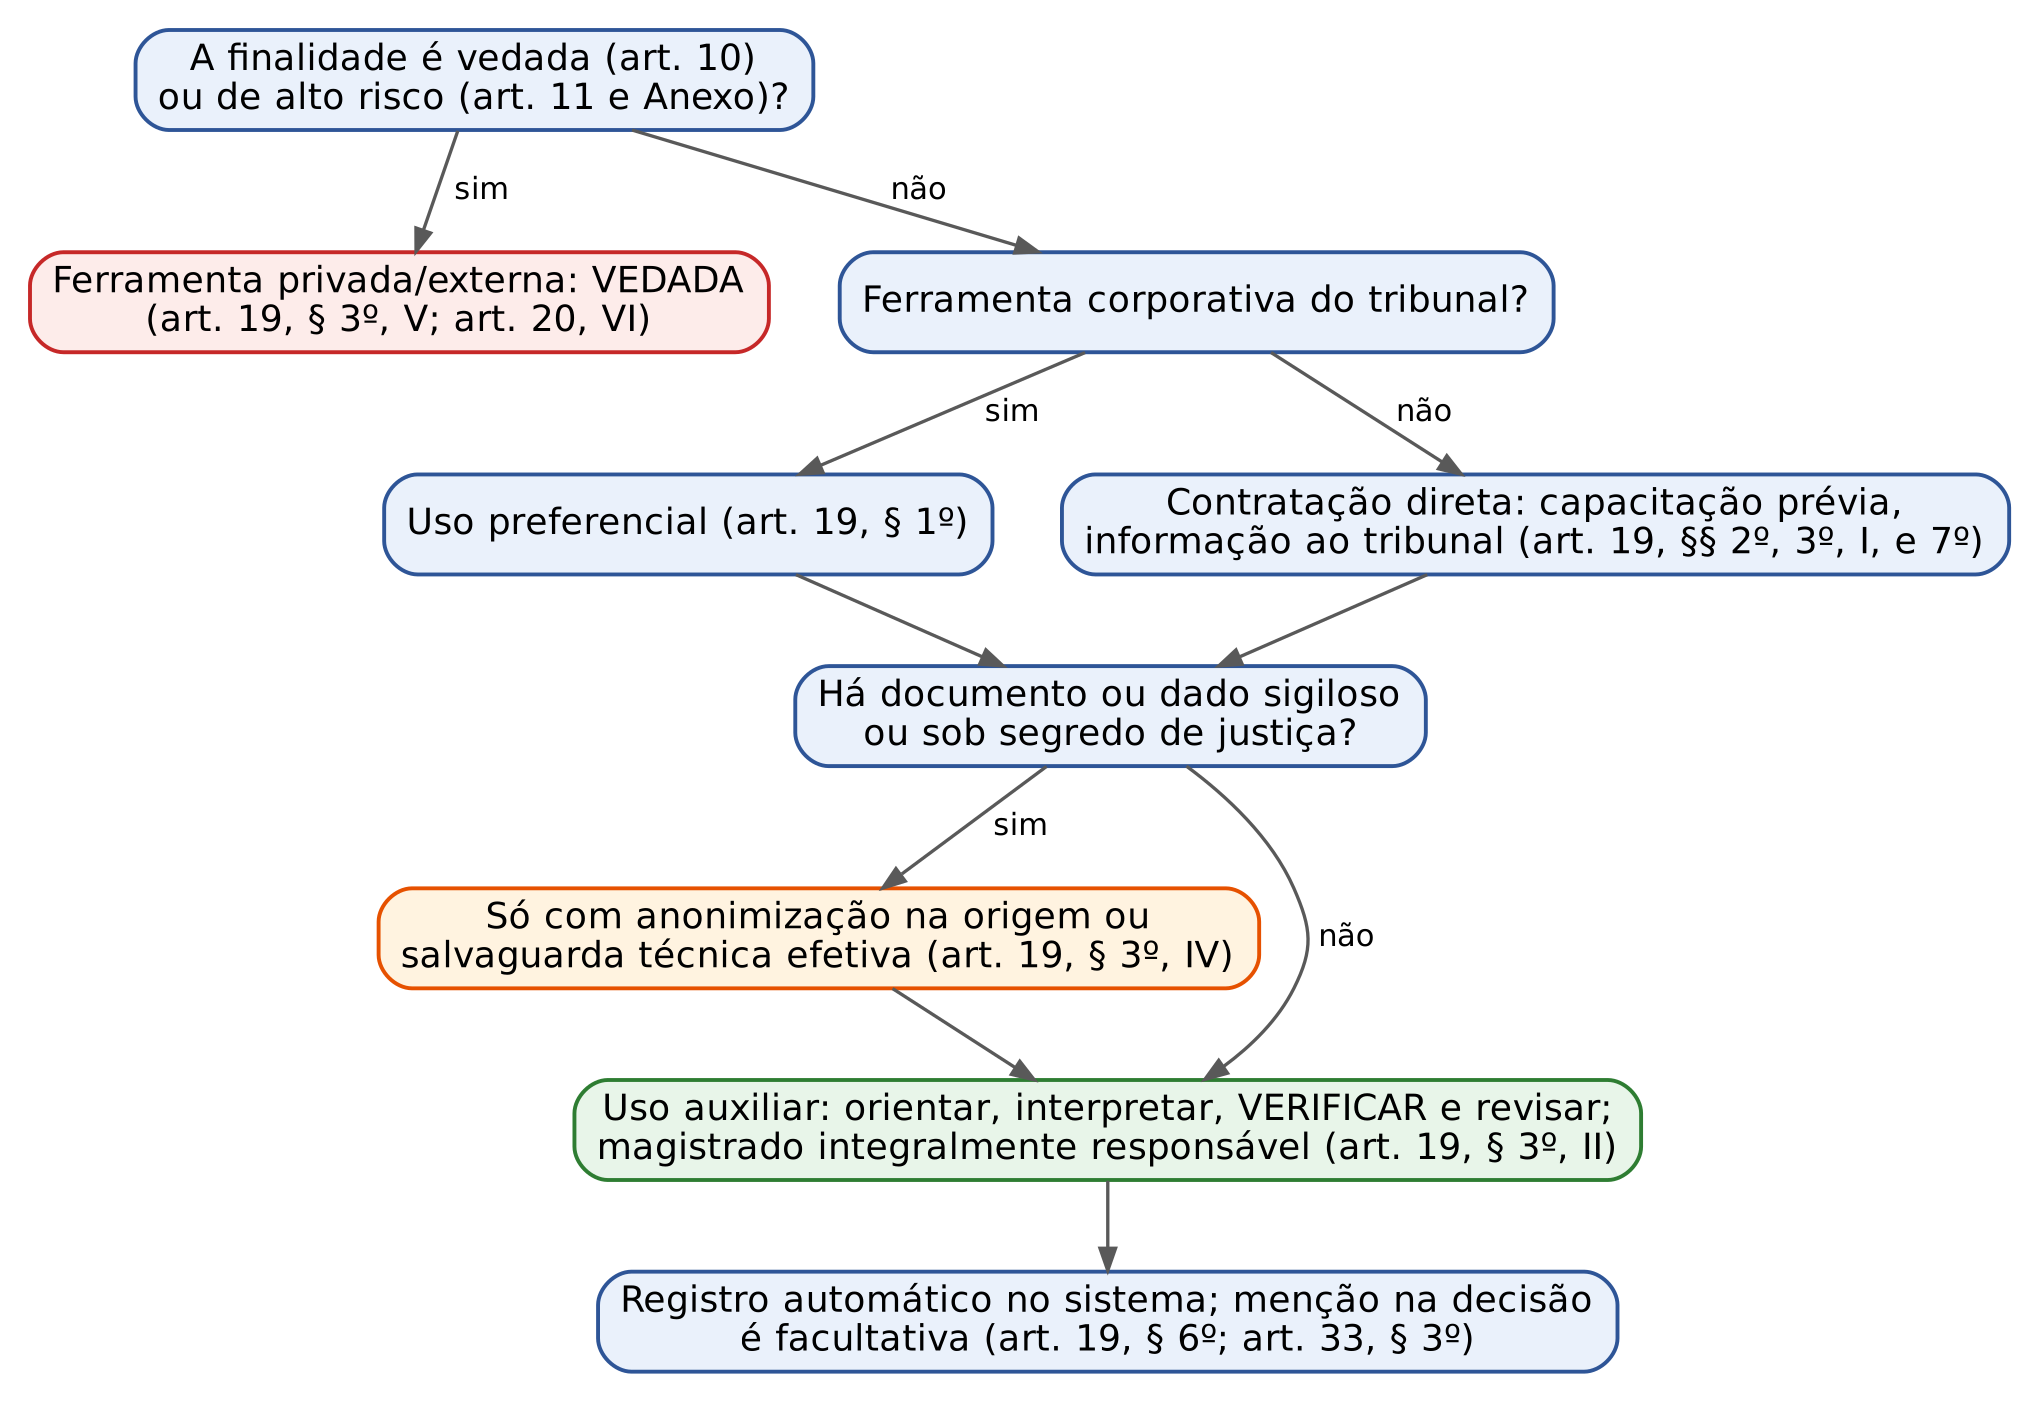 A finalidade é vedada (art. 10)
ou de alto risco (art. 11 e Anexo)?
sim
não
Ferramenta privada/externa: VEDADA
(art. 19, § 3º, V; art. 20, VI)
Ferramenta corporativa do tribunal?
sim
não
Uso preferencial (art. 19, § 1º)
Contratação direta: capacitação prévia,
informação ao tribunal (art. 19, §§ 2º, 3º, I, e 7º)
Há documento ou dado sigiloso
ou sob segredo de justiça?
sim
não
Só com anonimização na origem ou
salvaguarda técnica efetiva (art. 19, § 3º, IV)
Uso auxiliar: orientar, interpretar, VERIFICAR e revisar;
magistrado integralmente responsável (art. 19, § 3º, II)
Registro automático no sistema; menção na decisão
é facultativa (art. 19, § 6º; art. 33, § 3º)